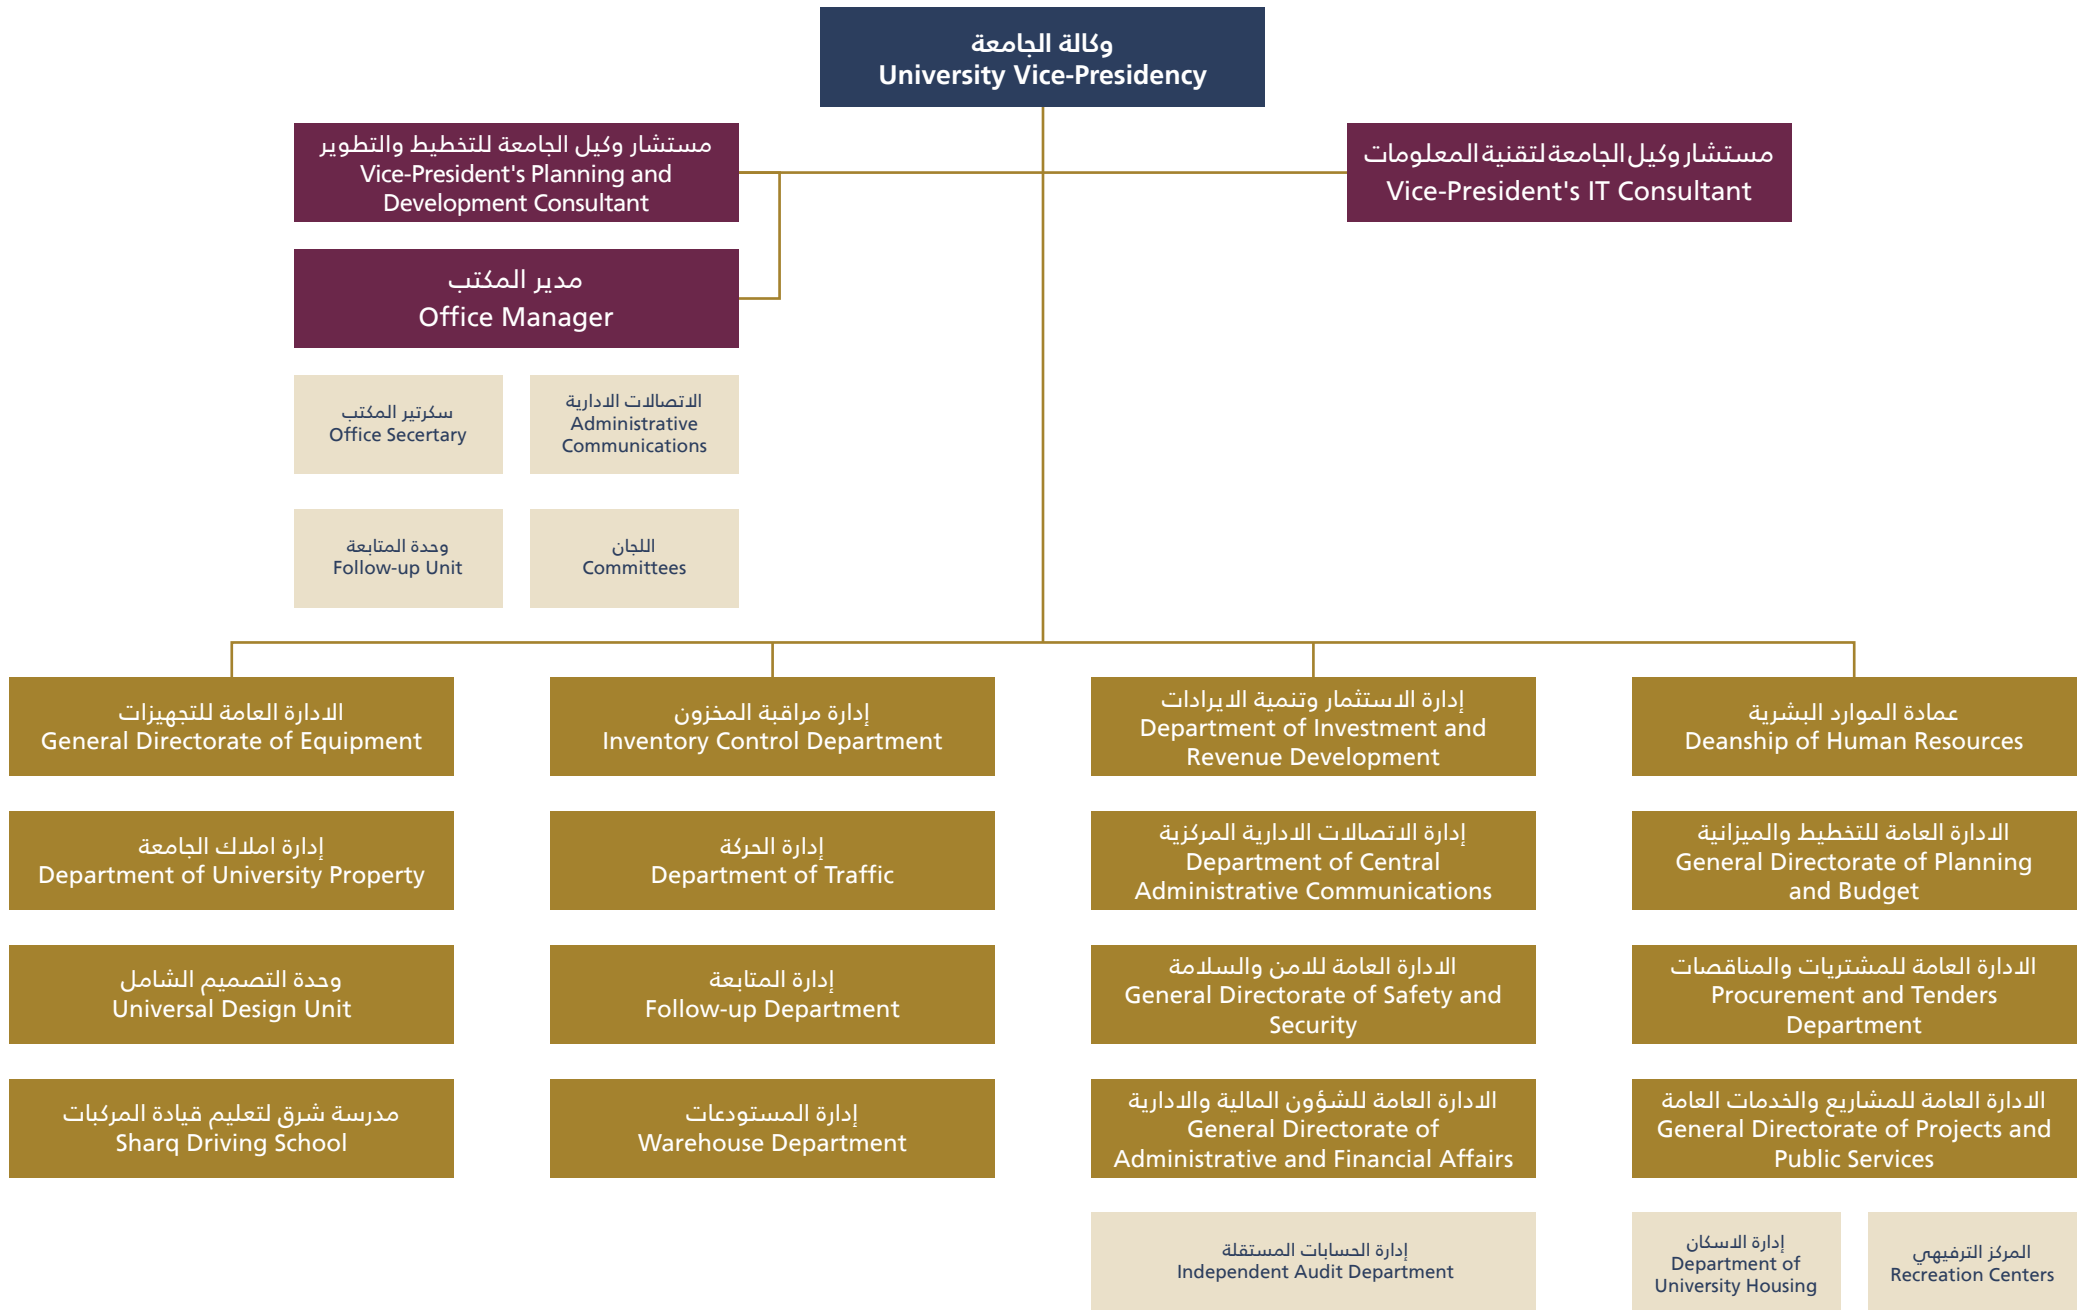 وكالة الجامعة
University Vice-Presidency
مستشار وكيل الجامعة للتخطيط والتطوير
Vice-President's Planning and
Development Consultant
مستشار وكيل الجامعة لتقنية المعلومات
Vice-President's IT Consultant
مدير المكتب
Office Manager
سكرتير المكتب
Office Secertary
الاتصالات الادارية
Administrative
Communications
وحدة المتابعة
Follow-up Unit
اللجان
Committees
الادارة العامة للتجهيزات
General Directorate of Equipment
إدارة مراقبة المخزون
Inventory Control Department
إدارة الاستثمار وتنمية الايرادات
Department of Investment and
Revenue Development
عمادة الموارد البشرية
Deanship of Human Resources
إدارة املاك الجامعة
Department of University Property
إدارة الحركة
Department of Traffic
إدارة الاتصالات الادارية المركزية
Department of Central
Administrative Communications
الادارة العامة للتخطيط والميزانية
General Directorate of Planning
and Budget
وحدة التصميم الشامل
Universal Design Unit
إدارة المتابعة
Follow-up Department
الادارة العامة للامن والسلامة
General Directorate of Safety and
Security
الادارة العامة للمشتريات والمناقصات
Procurement and Tenders
Department
مدرسة شرق لتعليم قيادة المركبات
Sharq Driving School
إدارة المستودعات
Warehouse Department
الادارة العامة للشؤون المالية والادارية
General Directorate of
Administrative and Financial Affairs
الادارة العامة للمشاريع والخدمات العامة
General Directorate of Projects and
Public Services
إدارة الحسابات المستقلة
Independent Audit Department
إدارة الاسكان
Department of
University Housing
المركز الترفيهي
Recreation Centers